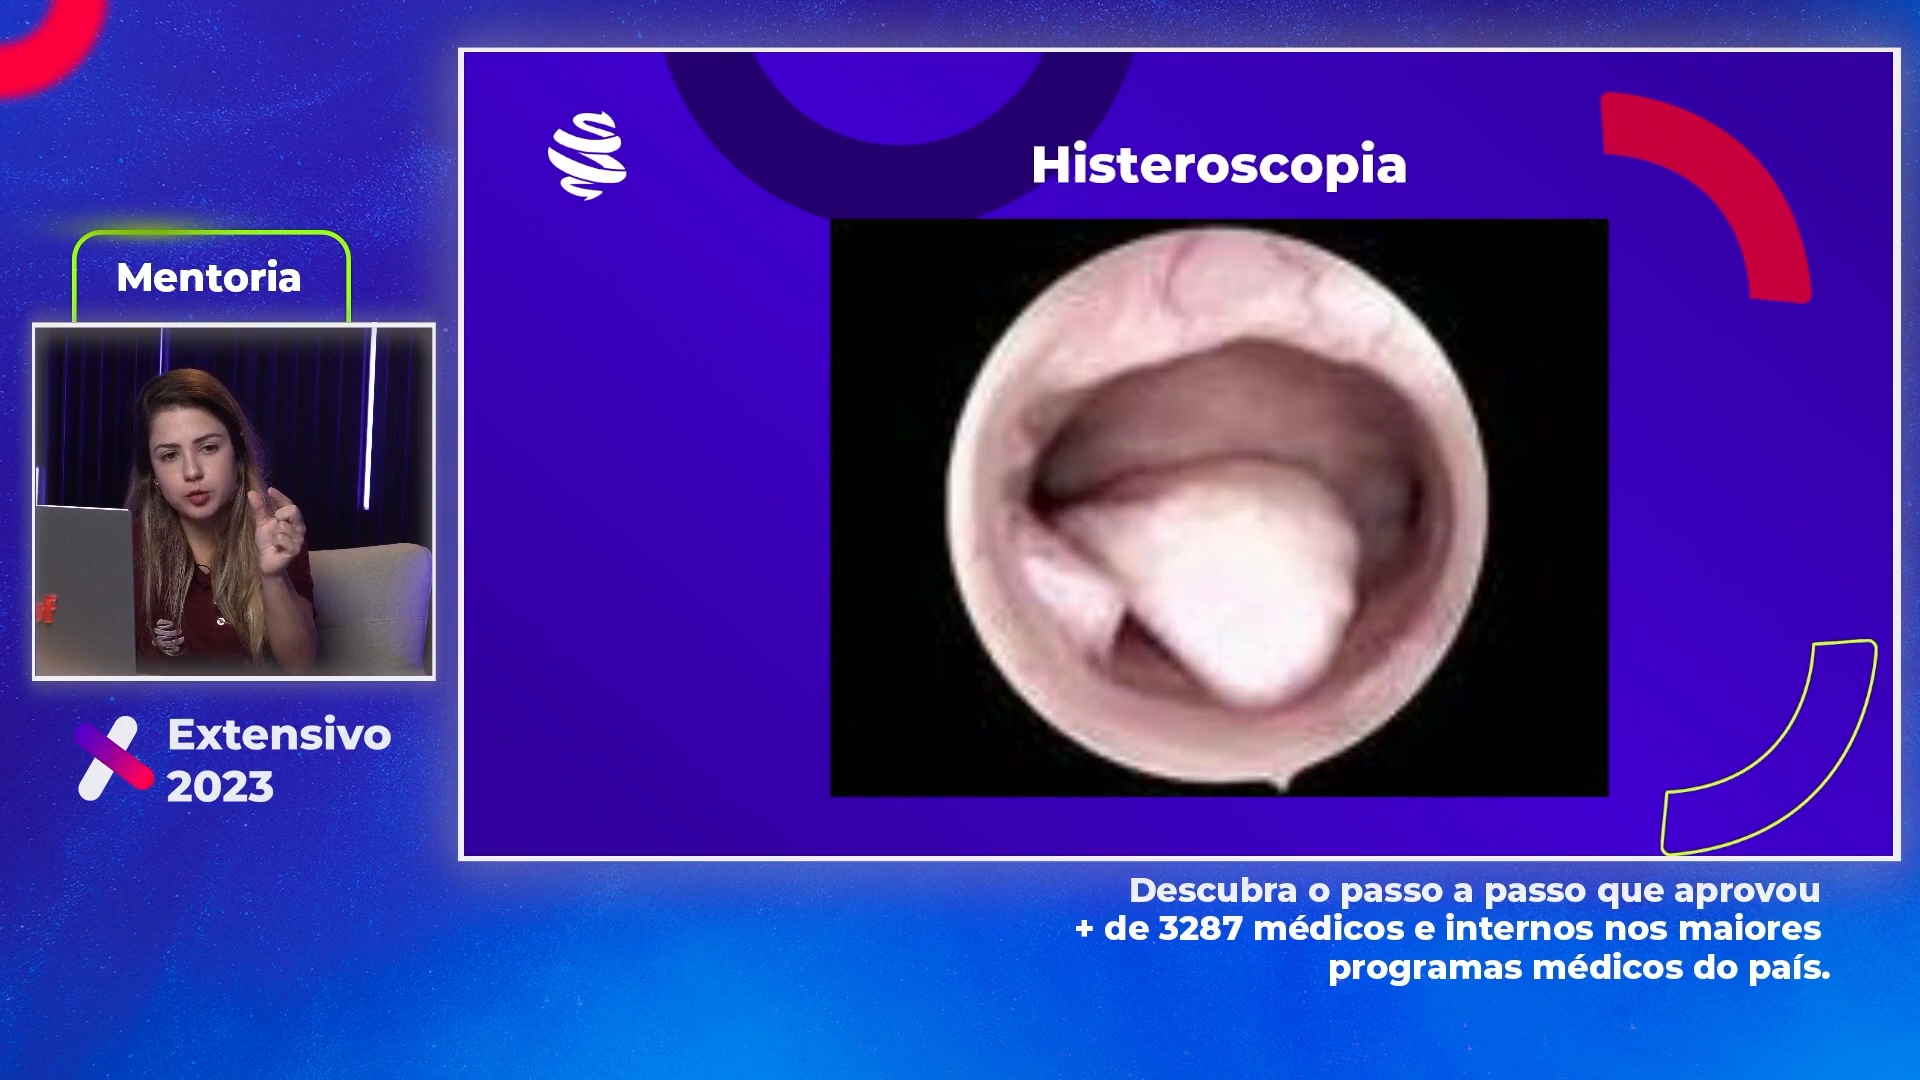 Histeroscopia
Mentoria
Extensivo
2023
Descubra o passo a passo que aprovou
+ de 3287 médicos e internos nos maiores
programas médicos do país.